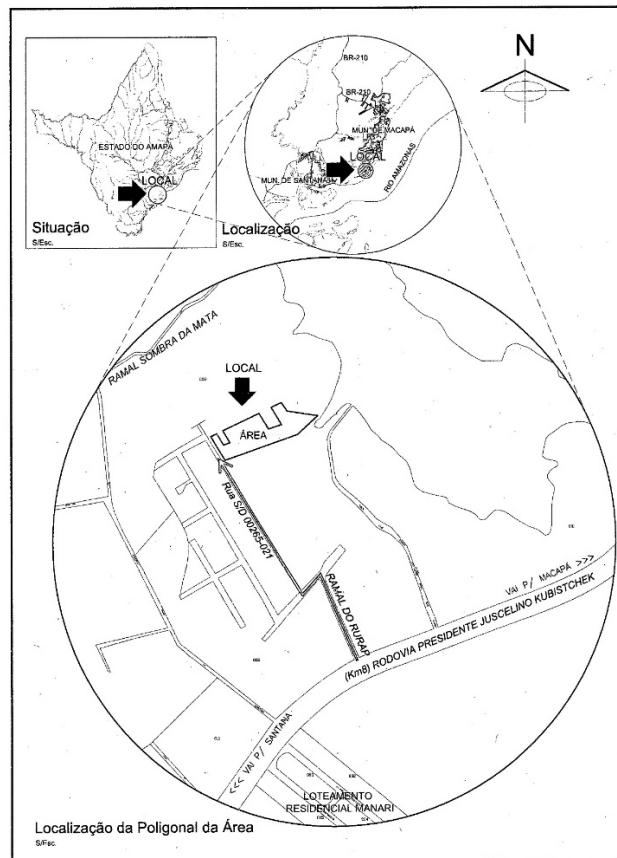 N
BR-210
BR-210
ESTADO DO AMAPÁ
MUN. DE MACAPÁ
LOCAL
LOCAL
MUN. DE SANTANA
RIO AMAZONAS
Situação
S/Esc.
Localização
S/Esc.
RAMAL SOMBRA DA MATA
LOCAL
ÁREA
Rua S/D 00265-021
RAMAL DO RURAP
VAI P/ MACAPÁ >>>
(Km8) RODOVIA PRESIDENTE JUSCELINO KUBISTCHEK
<<< VAI P/ SANTANA
LOTEAMENTO
RESIDENCIAL MANARI
Localização da Poligonal da Área
S/Esc.